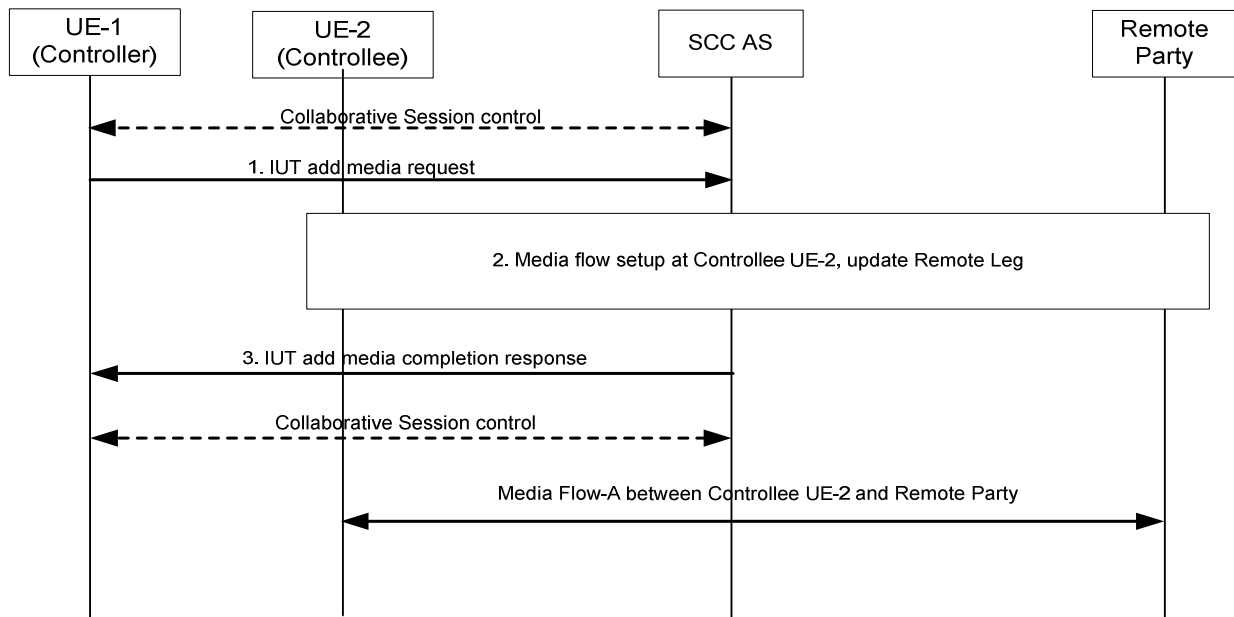 UE-1
(Controller)
UE-2
(Controllee)
SCC AS
Remote
Party
Collaborative Session control
1. IUT add media request
2. Media flow setup at Controllee UE-2, update Remote Leg
3. IUT add media completion response
Collaborative Session control
Media Flow-A between Controllee UE-2 and Remote Party